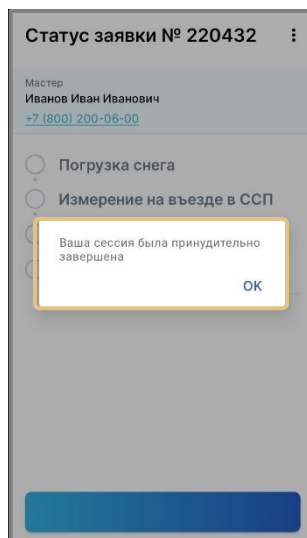 Статус заявки № 220432
Мастер
Иванов Иван Иванович
+7 (800) 200-06-00
Погрузка снега
Измерение на въезде в ССП
Ваша сессия была принудительно
завершена
OK